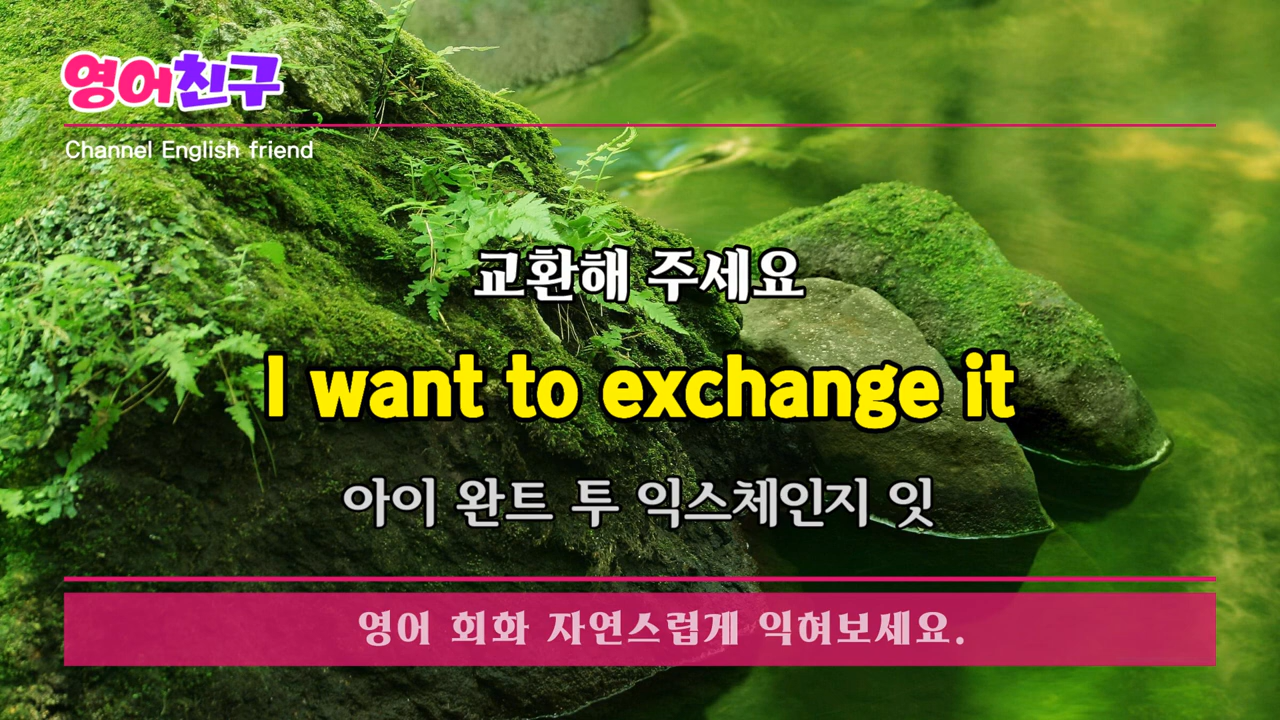 영어친구
Channel English friend
교환해 주세요
I want to exchange it
아이 완트 투 익스체인지 잇
영어 회화 자연스럽게 익혀보세요.